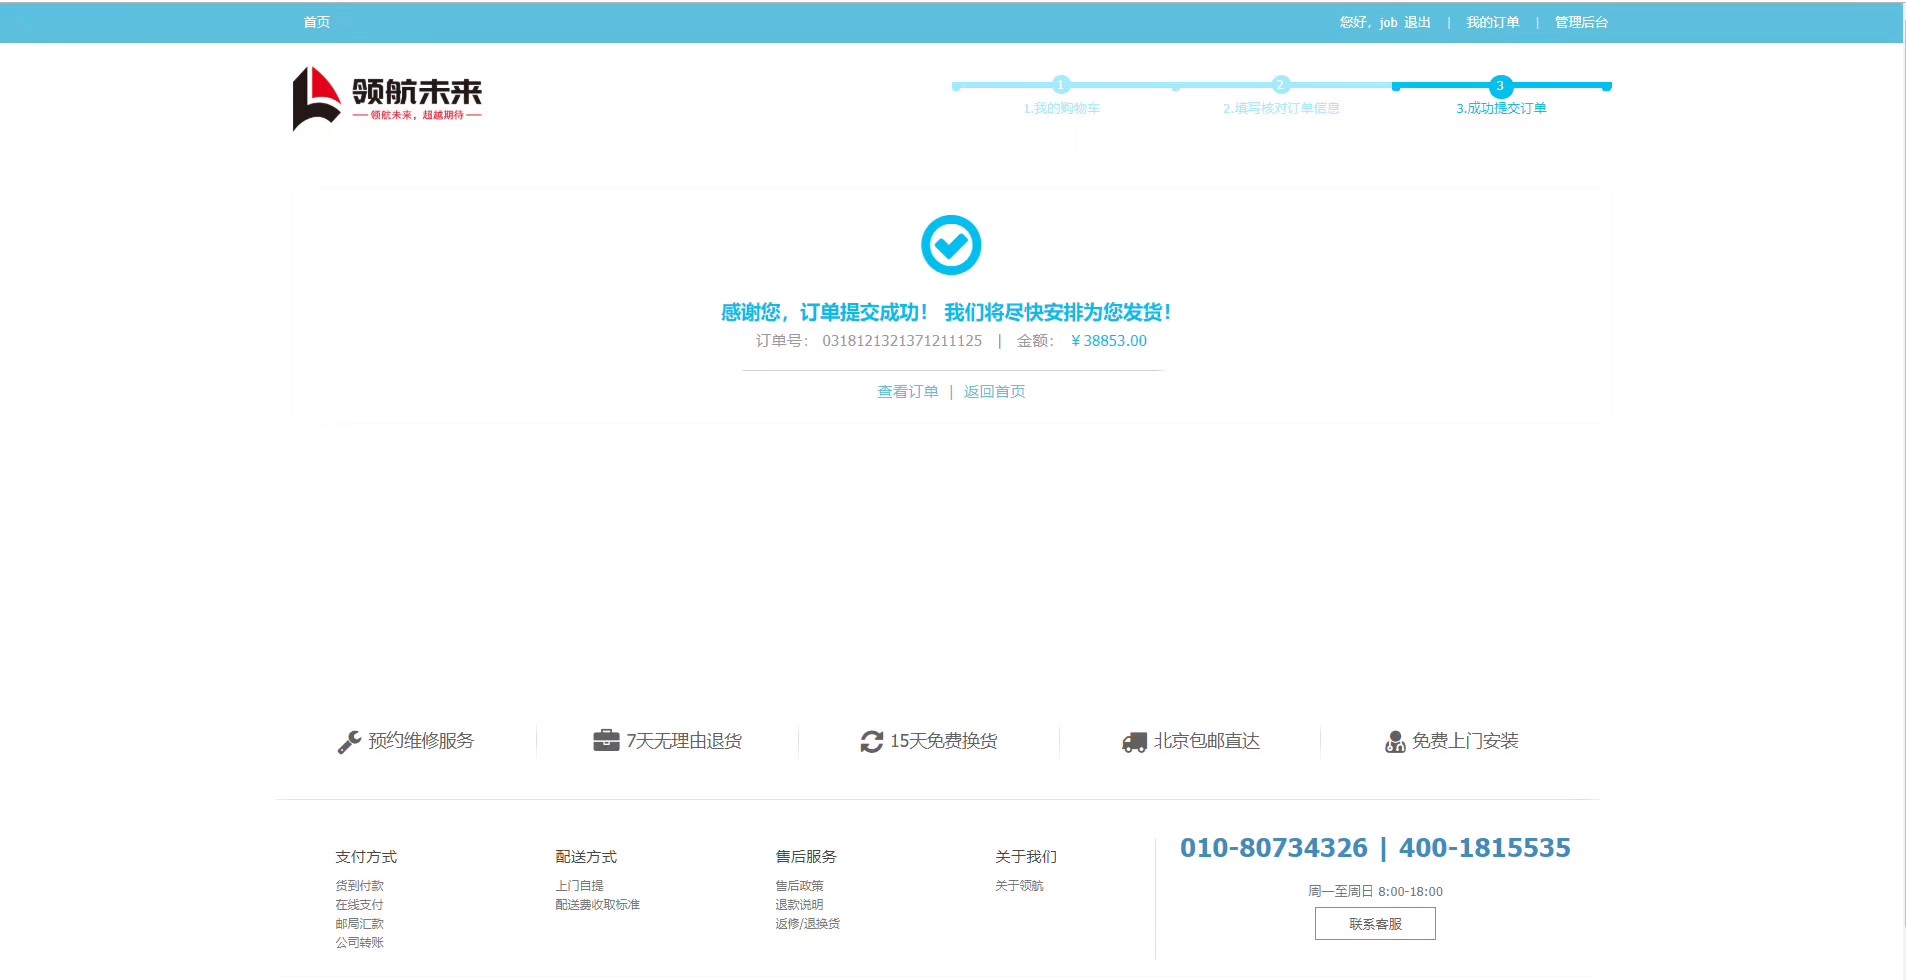 首页
您好，job 退出 | 我的订单 | 管理后台
领航未来
领航未来，超越期待
1 2 3
1.我的购物车 2.填写核对订单信息 3.成功提交订单
感谢您，订单提交成功！ 我们将尽快安排为您发货！
订单号： 0318121321371211125 | 金额： ￥38853.00
查看订单 | 返回首页
预约维修服务 7天无理由退货 15天免费换货 北京包邮直达 免费上门安装
支付方式
货到付款
在线支付
邮局汇款
公司转账
配送方式
上门自提
配送费收取标准
售后服务
售后政策
退款说明
返修/退换货
关于我们
关于领航
010-80734326 | 400-1815535
周一至周日 8:00-18:00
联系客服